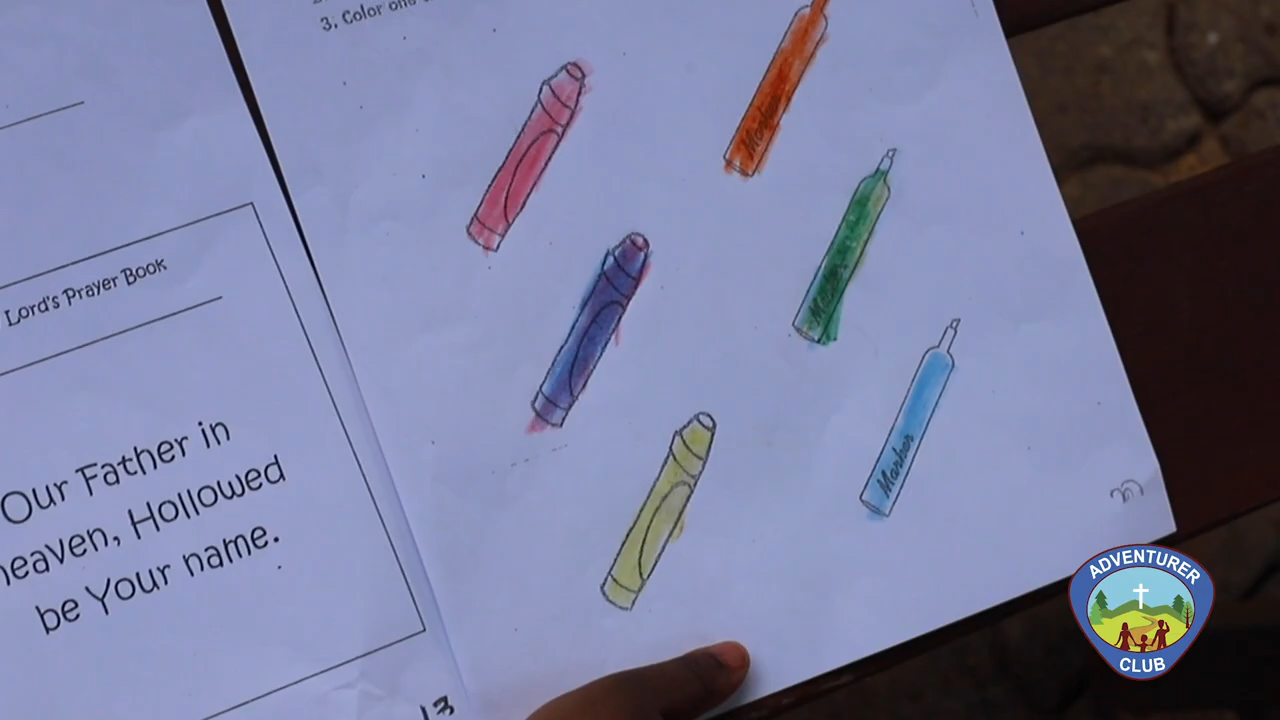 Lord's Prayer Book
Our Father in
heaven, Hollowed
be Your name.
13
3. Color one
Marker
Marker
Marker
ADVENTURER
CLUB